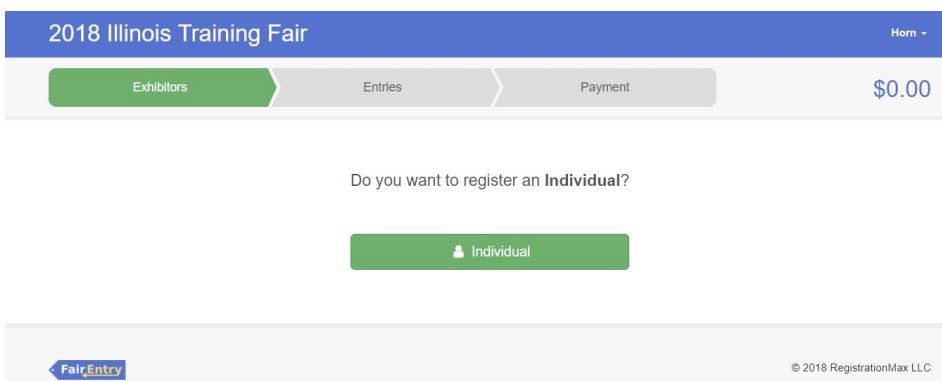 2018 Illinois Training Fair
Horn
Exhibitors
Entries
Payment
$0.00
Do you want to register an Individual?
Individual
FairEntry
© 2018 RegistrationMax LLC